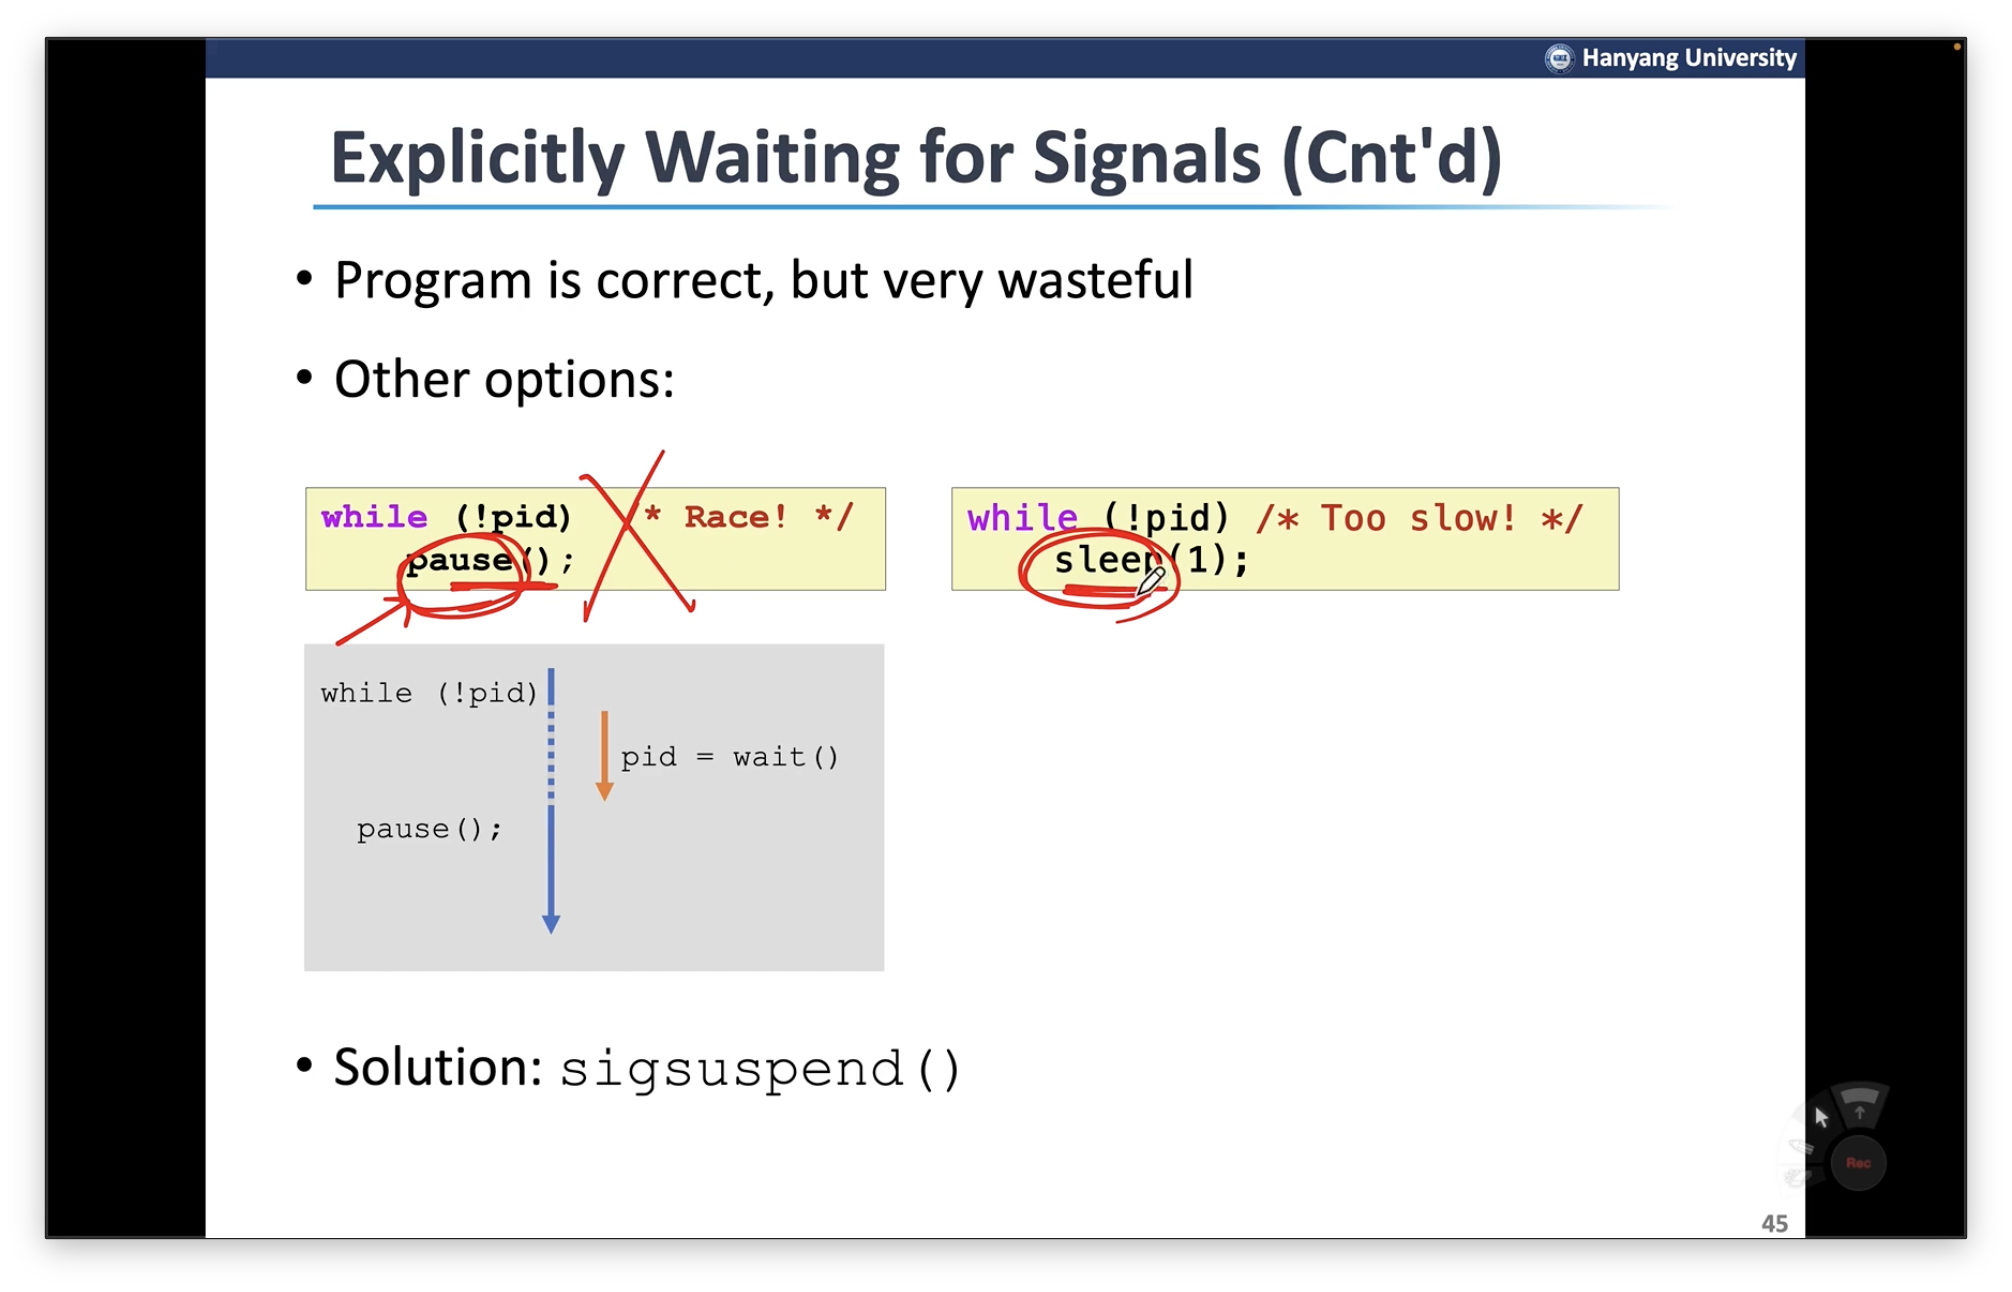 Hanyang University
Explicitly Waiting for Signals (Cnt'd)
• Program is correct, but very wasteful
• Other options:
while (!pid) /* Race! */
pause();
while (!pid) /* Too slow! */
sleep(1);
while (!pid)
pid = wait()
pause();
• Solution: sigsuspend()
Rec
45